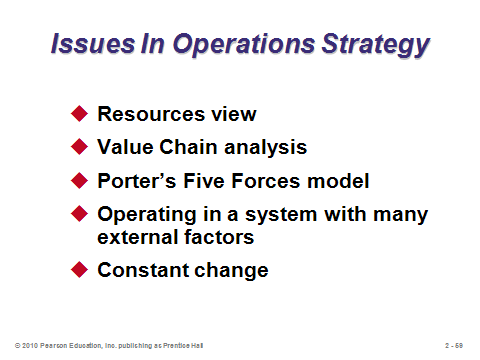 Issues In Operations Strategy
Resources view
Value Chain analysis
Porter's Five Forces model
Operating in a system with many
external factors
Constant change
© 2010 Pearson Education, Inc. publishing as Prentice Hall
2 - 59